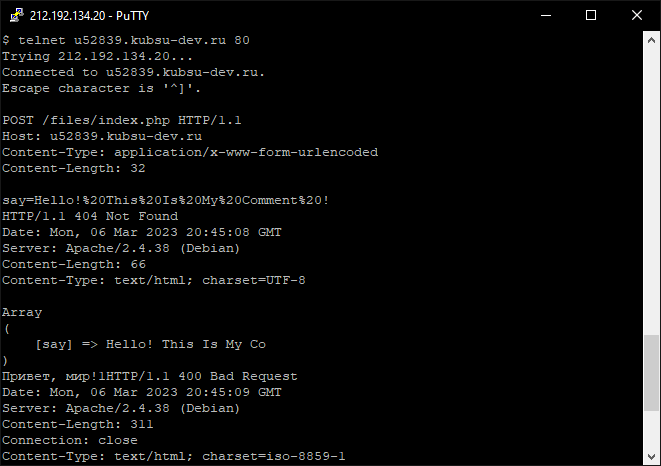 212.192.134.20 - PuTTY
$ telnet u52839.kubsu-dev.ru 80
Trying 212.192.134.20...
Connected to u52839.kubsu-dev.ru.
Escape character is '^]'.
POST /files/index.php HTTP/1.1
Host: u52839.kubsu-dev.ru
Content-Type: application/x-www-form-urlencoded
Content-Length: 32
say=Hello!%20This%20Is%20My%20Comment%20!
HTTP/1.1 404 Not Found
Date: Mon, 06 Mar 2023 20:45:08 GMT
Server: Apache/2.4.38 (Debian)
Content-Length: 66
Content-Type: text/html; charset=UTF-8
Array
(
    [say] => Hello! This Is My Co
)
Привет, мир!1HTTP/1.1 400 Bad Request
Date: Mon, 06 Mar 2023 20:45:09 GMT
Server: Apache/2.4.38 (Debian)
Content-Length: 311
Connection: close
Content-Type: text/html; charset=iso-8859-1